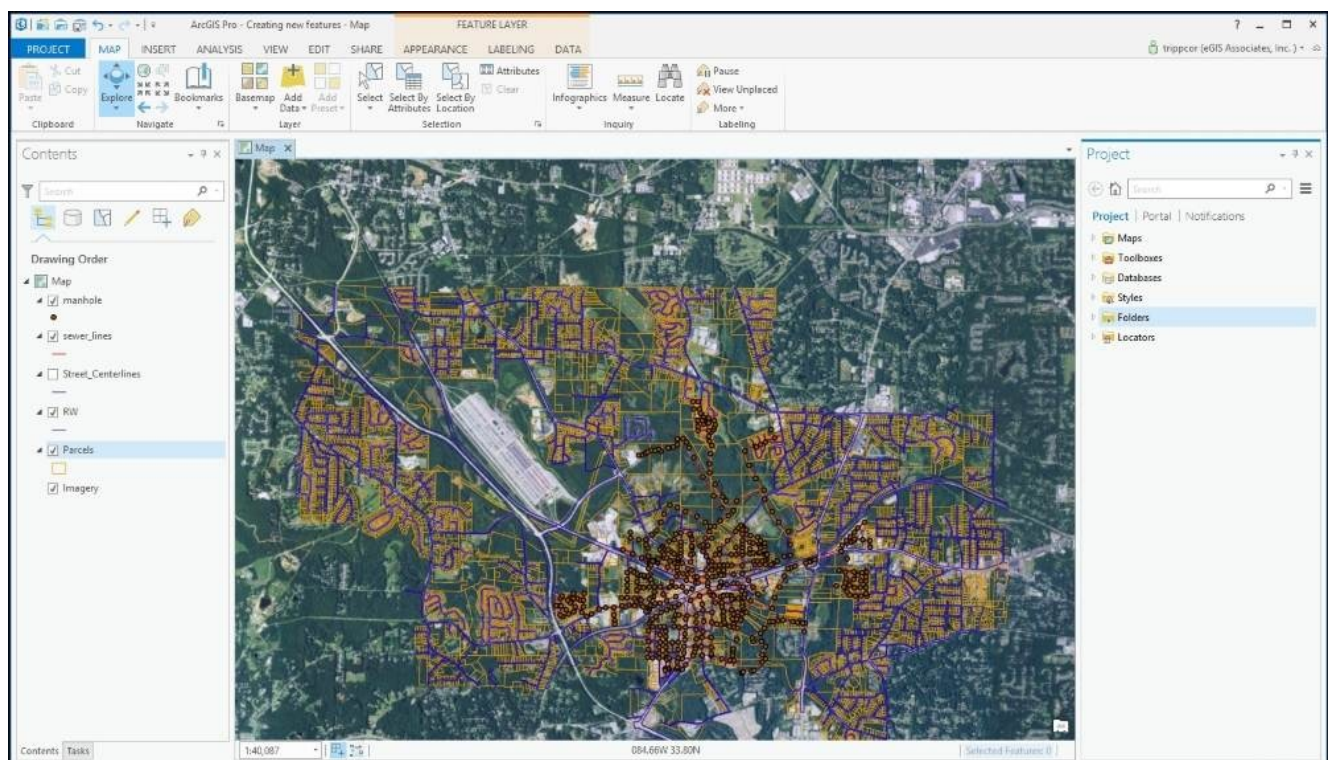 ArcGIS Pro - Creating new features - Map
FEATURE LAYER
?
PROJECT MAP INSERT ANALYSIS VIEW EDIT SHARE APPEARANCE LABELING DATA
trippcor (eGIS Associates, Inc.)
Paste
Cut
Copy
Clipboard
Explore
Bookmarks
Navigate
Basemap
Add Data
Add Preset
Layer
Select
Select By Attributes
Select By Location
Attributes
Clear
Selection
Infographics
Measure
Locate
Inquiry
Pause
View Unplaced
More
Labeling
Contents
Search
Drawing Order
Map
manhole
sewer_lines
Street_Centerlines
RW
Parcels
Imagery
Contents Tasks
Map
1:40,087
084.66W 33.80N
Selected Features: 0
Project
Search
Project | Portal | Notifications
Maps
Toolboxes
Databases
Styles
Folders
Locators